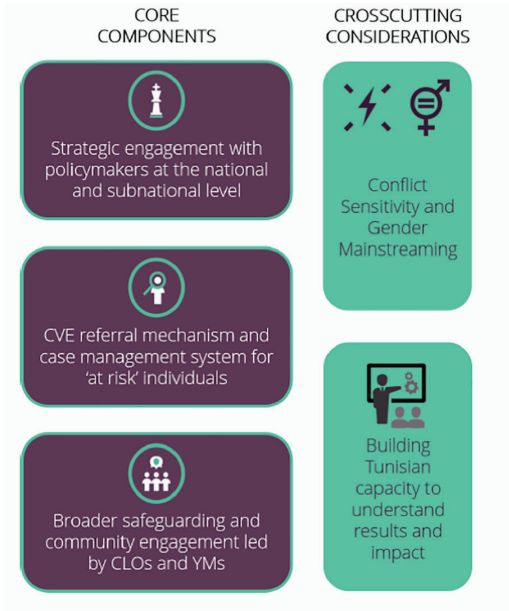 CORE
COMPONENTS
Strategic engagement with
policymakers at the national
and subnational level
CVE referral mechanism and
case management system for
‘at risk’ individuals
Broader safeguarding and
community engagement led
by CLOs and YMs
CROSSCUTTING
CONSIDERATIONS
Conflict
Sensitivity and
Gender
Mainstreaming
Building
Tunisian
capacity to
understand
results and
impact